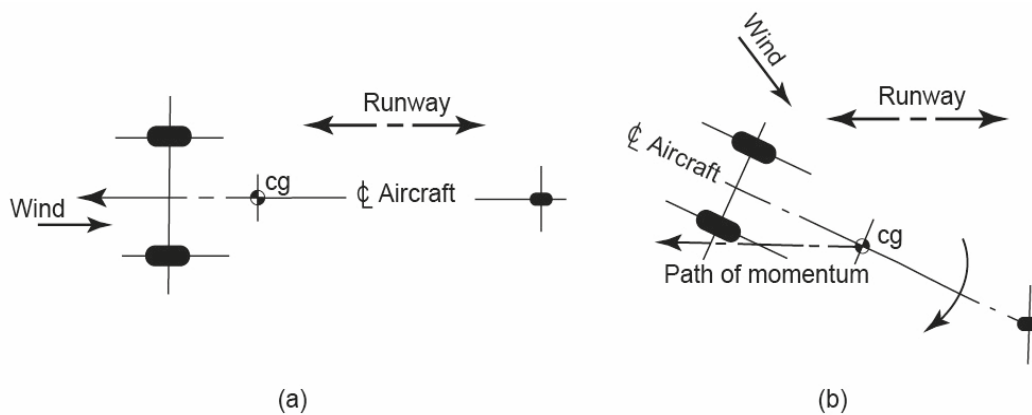 Runway
cg
℄ Aircraft
Wind
(a)
Wind
Runway
℄ Aircraft
cg
Path of momentum
(b)